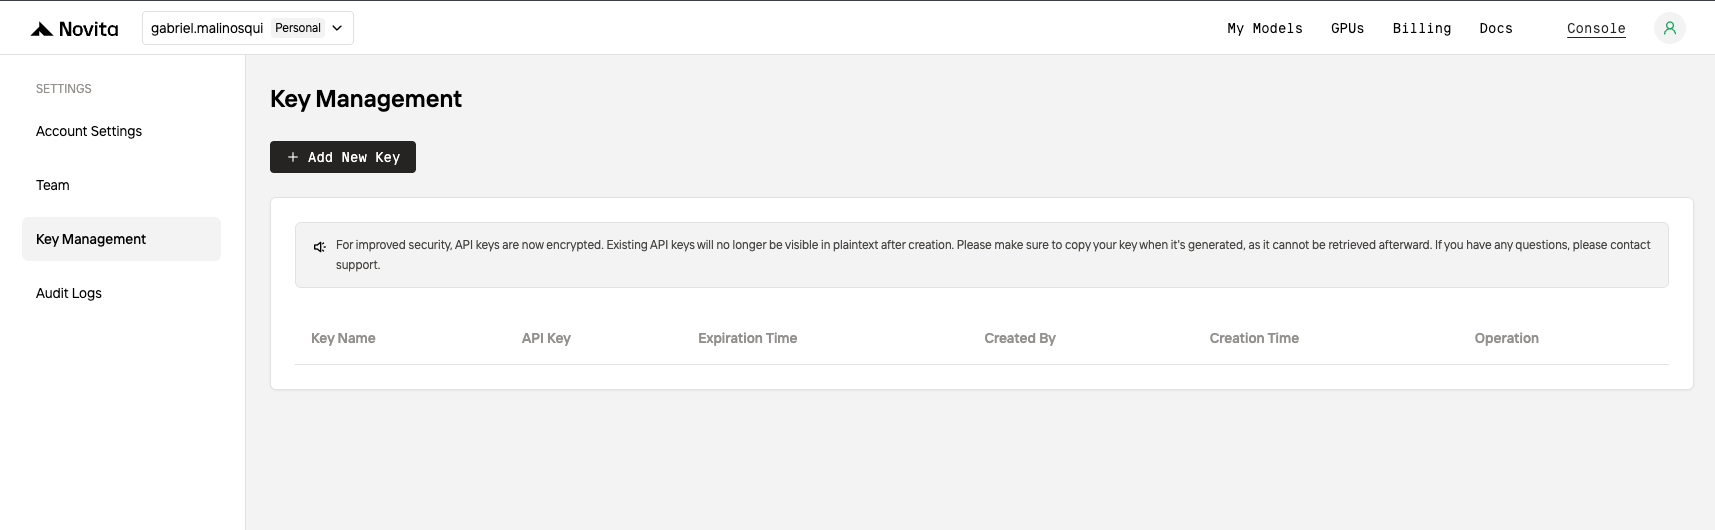 Novita
gabriel.malinosqui Personal
My Models GPUs Billing Docs Console
SETTINGS
Account Settings
Team
Key Management
Audit Logs
Key Management
+ Add New Key
For improved security, API keys are now encrypted. Existing API keys will no longer be visible in plaintext after creation. Please make sure to copy your key when it's generated, as it cannot be retrieved afterward. If you have any questions, please contact
support.
Key Name API Key Expiration Time Created By Creation Time Operation